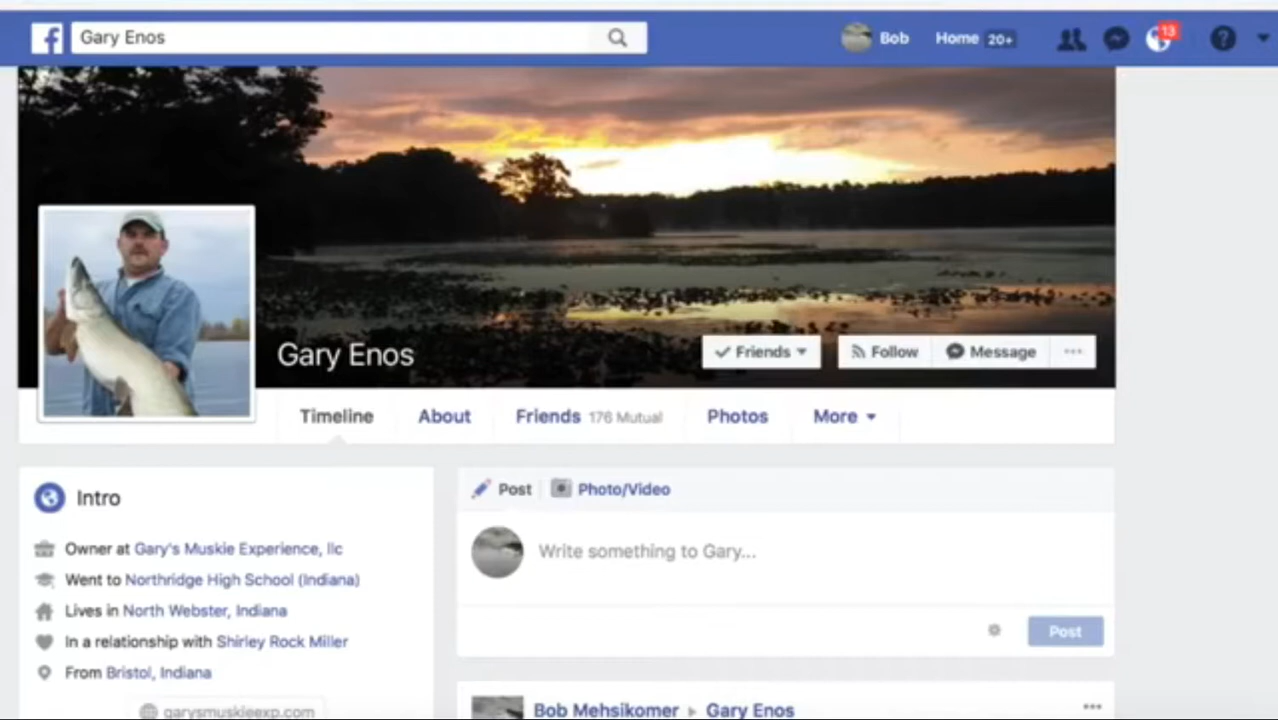 Gary Enos
Bob
Home 20+
13
Gary Enos
Friends
Follow
Message
Timeline
About
Friends 176 Mutual
Photos
More
Intro
Owner at Gary's Muskie Experience, llc
Went to Northridge High School (Indiana)
Lives in North Webster, Indiana
In a relationship with Shirley Rock Miller
From Bristol, Indiana
garysmuskieexp.com
Post
Photo/Video
Write something to Gary...
Post
Bob Mehsikomer ▸ Gary Enos